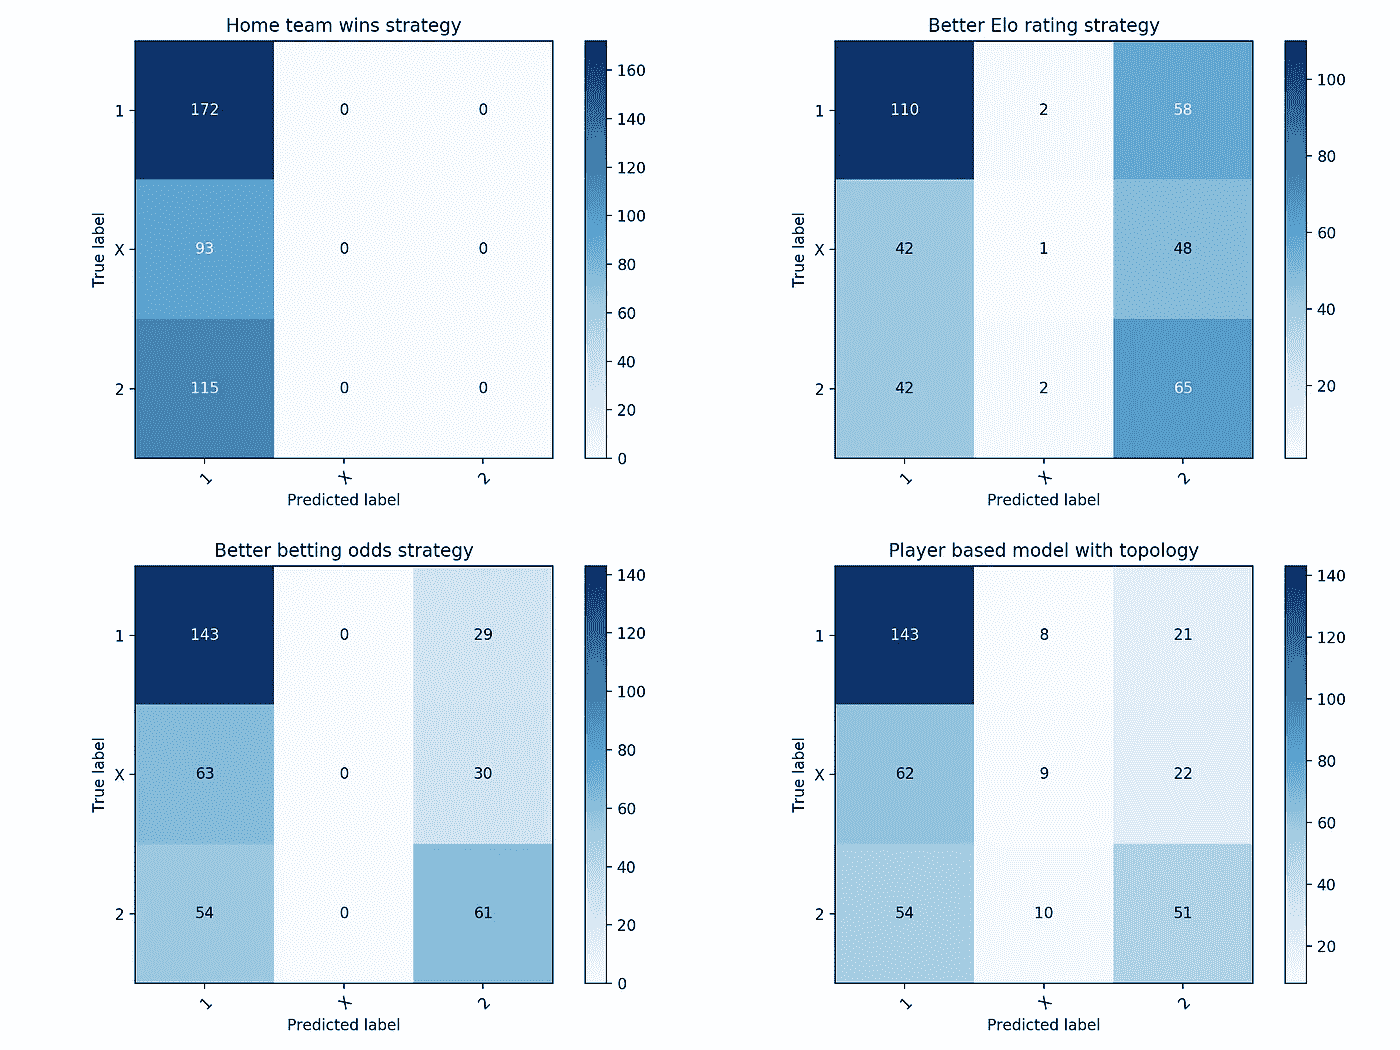 Home team wins strategy
True label
1
X
2
172 0 0
93 0 0
115 0 0
1 X 2
Predicted label
160
140
120
100
80
60
40
20
0
Better Elo rating strategy
True label
1
X
2
110 2 58
42 1 48
42 2 65
1 X 2
Predicted label
100
80
60
40
20
Better betting odds strategy
True label
1
X
2
143 0 29
63 0 30
54 0 61
1 X 2
Predicted label
140
120
100
80
60
40
20
0
Player based model with topology
True label
1
X
2
143 8 21
62 9 22
54 10 51
1 X 2
Predicted label
140
120
100
80
60
40
20